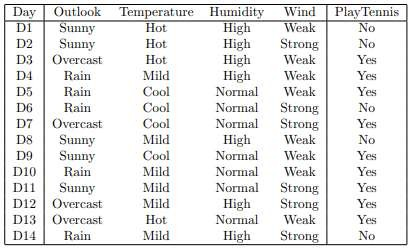 Day Outlook Temperature Humidity Wind PlayTennis
D1 Sunny Hot High Weak No
D2 Sunny Hot High Strong No
D3 Overcast Hot High Weak Yes
D4 Rain Mild High Weak Yes
D5 Rain Cool Normal Weak Yes
D6 Rain Cool Normal Strong No
D7 Overcast Cool Normal Strong Yes
D8 Sunny Mild High Weak No
D9 Sunny Cool Normal Weak Yes
D10 Rain Mild Normal Weak Yes
D11 Sunny Mild Normal Strong Yes
D12 Overcast Mild High Strong Yes
D13 Overcast Hot Normal Weak Yes
D14 Rain Mild High Strong No